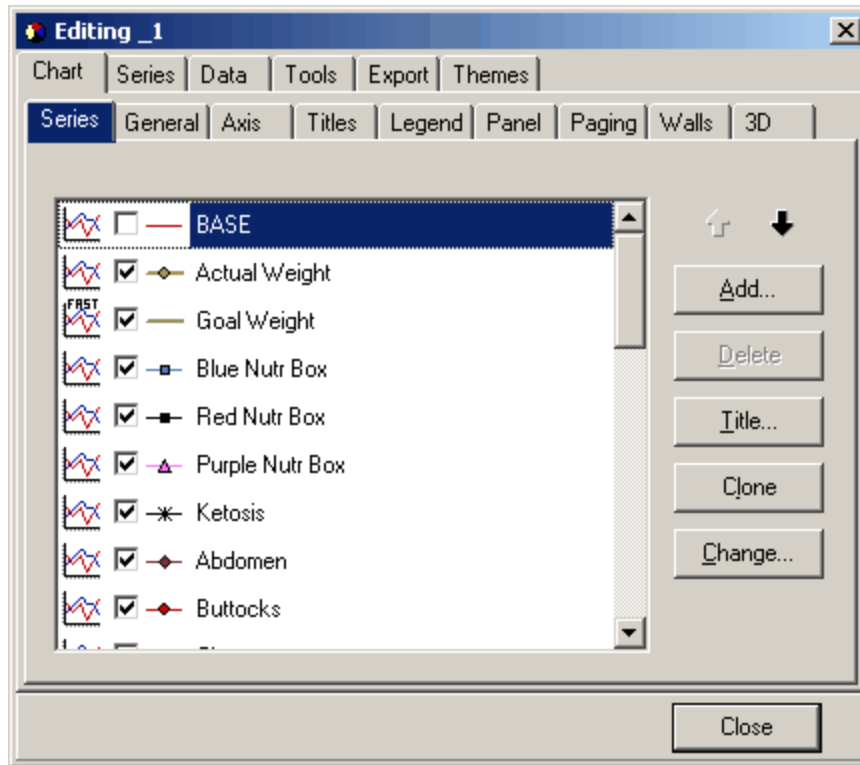 Editing _1
Chart Series Data Tools Export Themes
Series General Axis Titles Legend Panel Paging Walls 3D
BASE
Actual Weight
FAST
Goal Weight
Blue Nutr Box
Red Nutr Box
Purple Nutr Box
Ketosis
Abdomen
Buttocks
Add...
Delete
Title...
Clone
Change...
Close